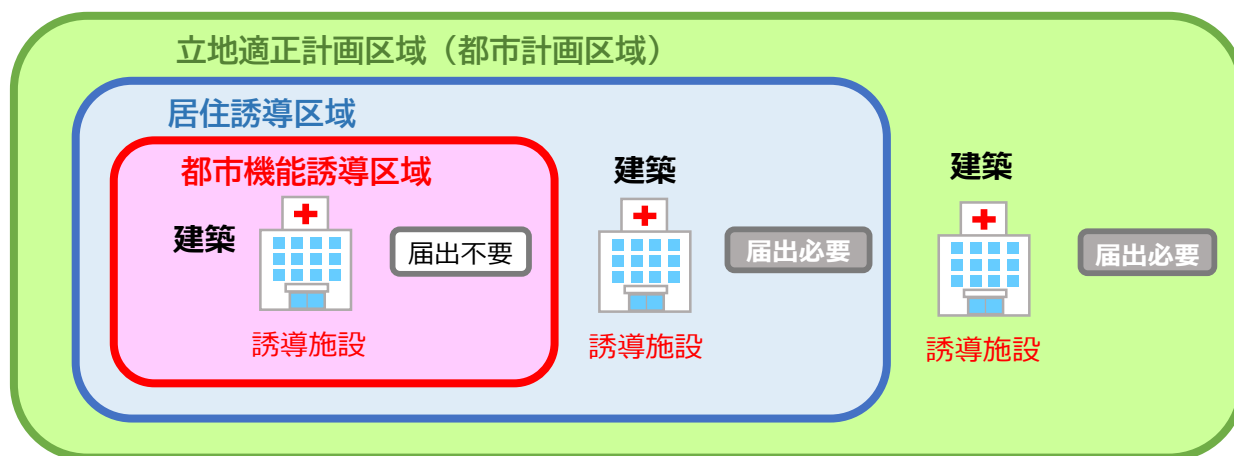 立地適正計画区域（都市計画区域）
居住誘導区域
都市機能誘導区域
建築
届出不要
誘導施設
建築
届出必要
誘導施設
建築
届出必要
誘導施設